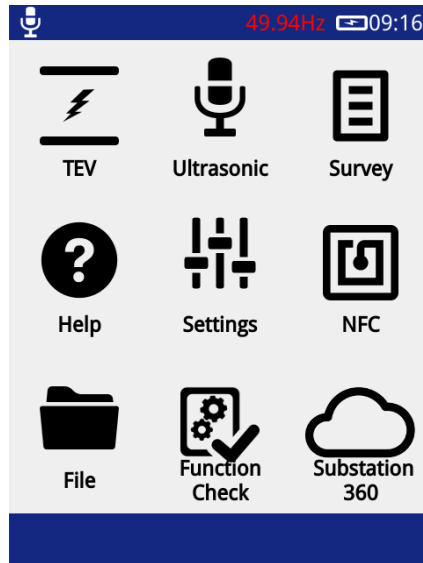 49.94Hz 09:16
TEV Ultrasonic Survey
Help Settings NFC
File Function Check Substation 360